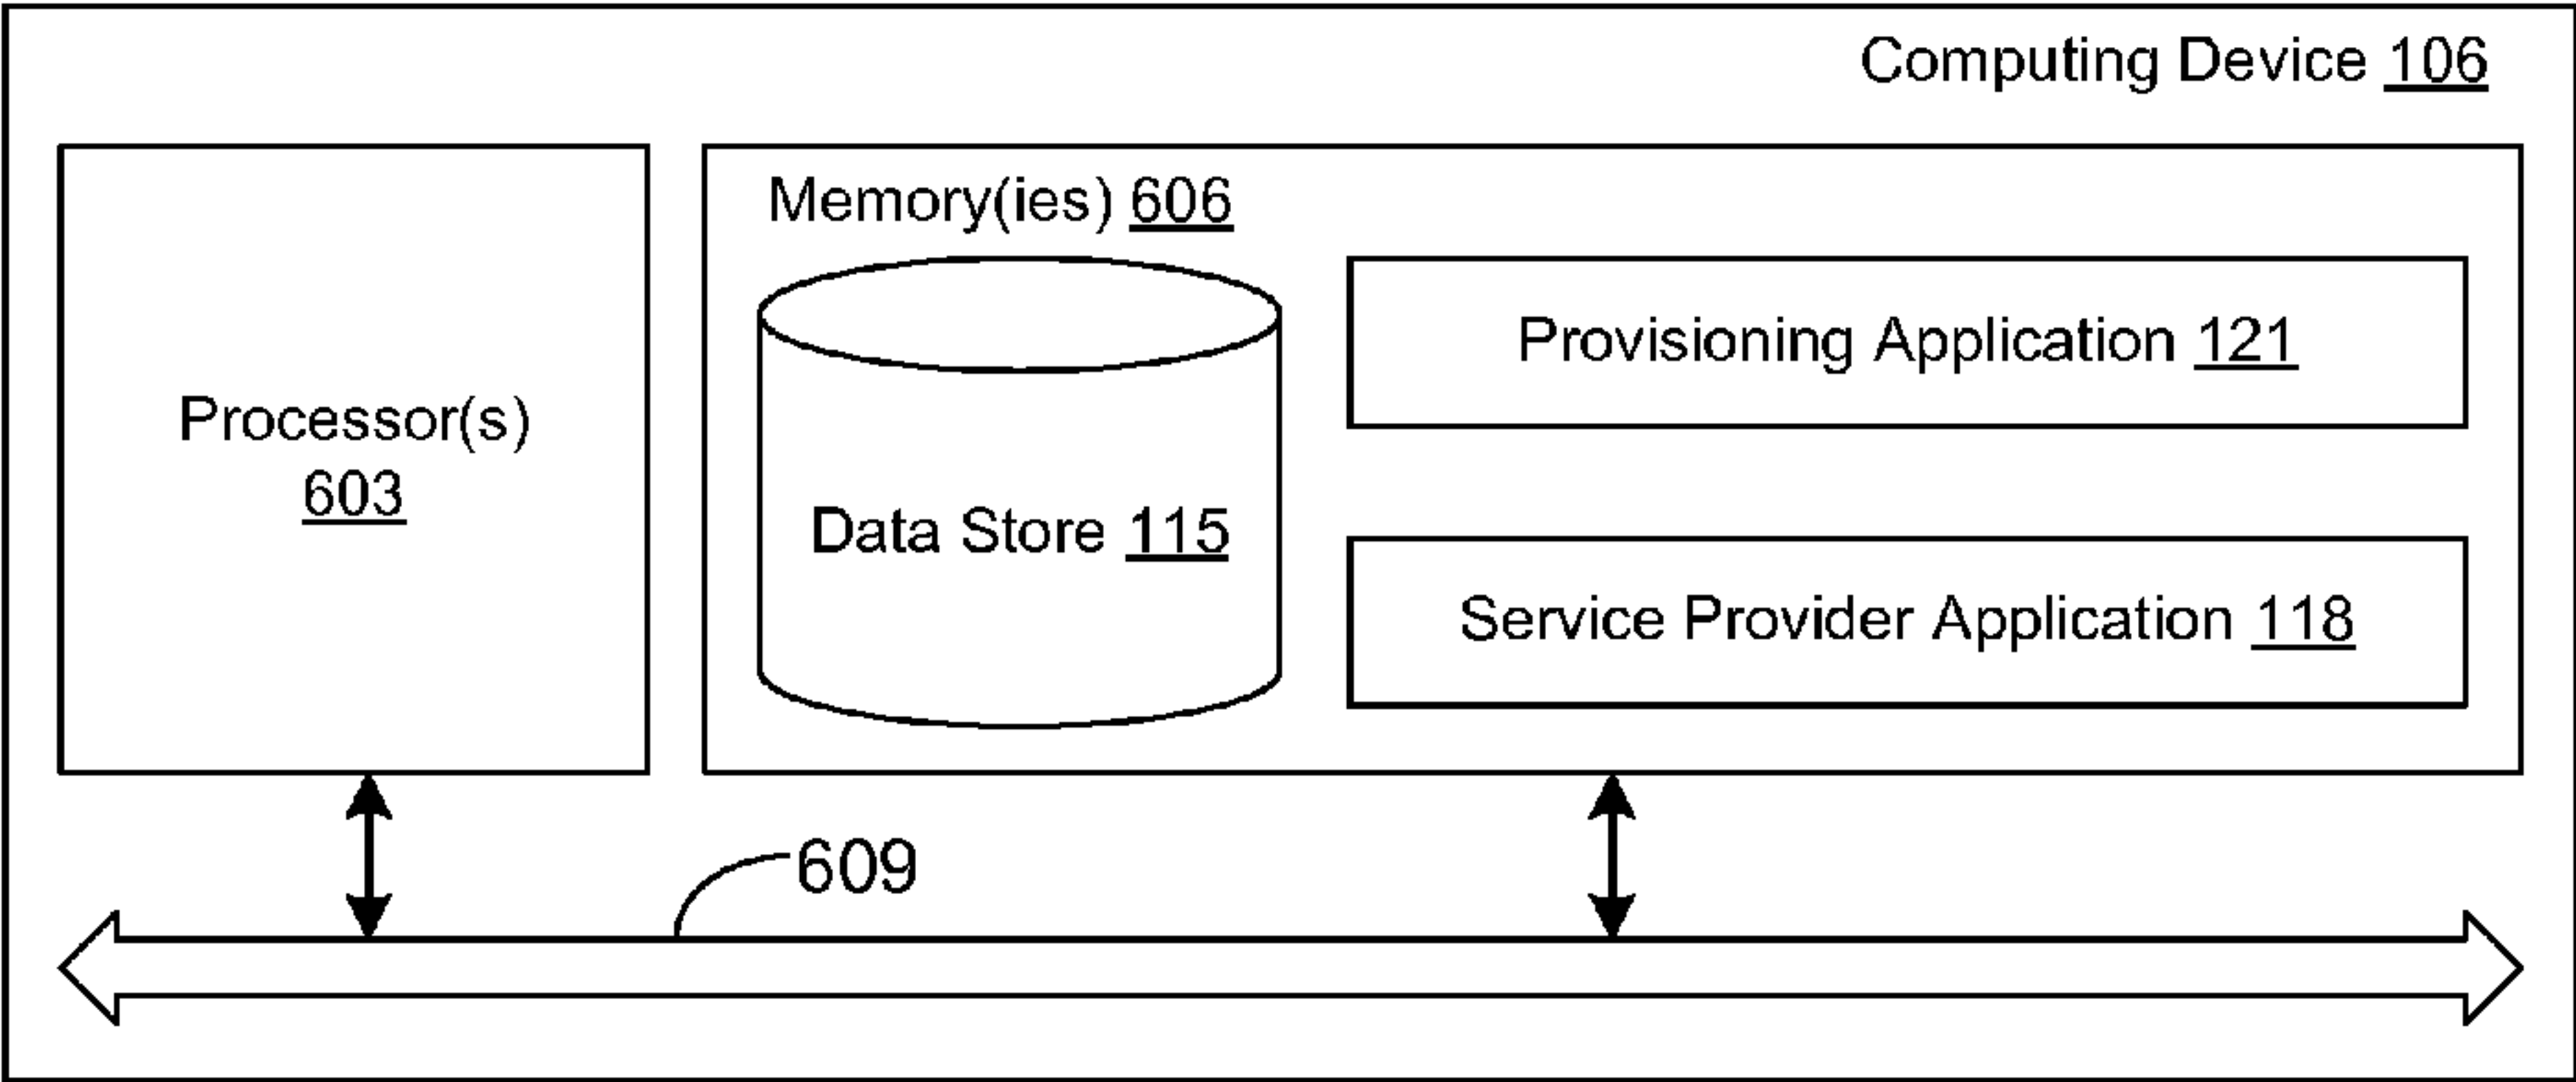 Computing Device 106
Processor(s)
603
Memory(ies) 606
Data Store 115
Provisioning Application 121
Service Provider Application 118
609